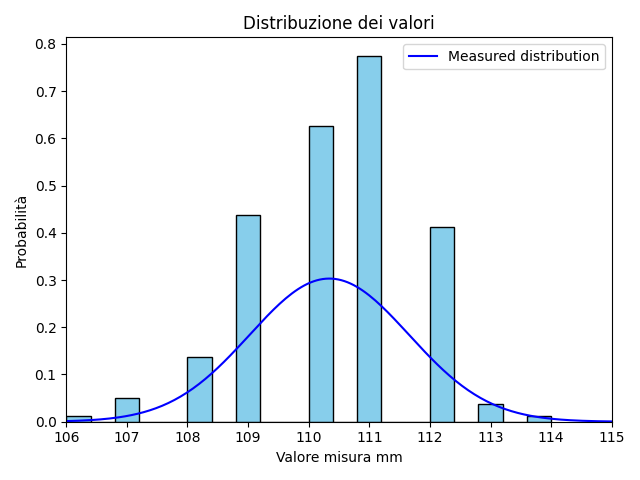 Distribuzione dei valori
Measured distribution
Probabilità
0.8
0.7
0.6
0.5
0.4
0.3
0.2
0.1
0.0
106 107 108 109 110 111 112 113 114 115
Valore misura mm